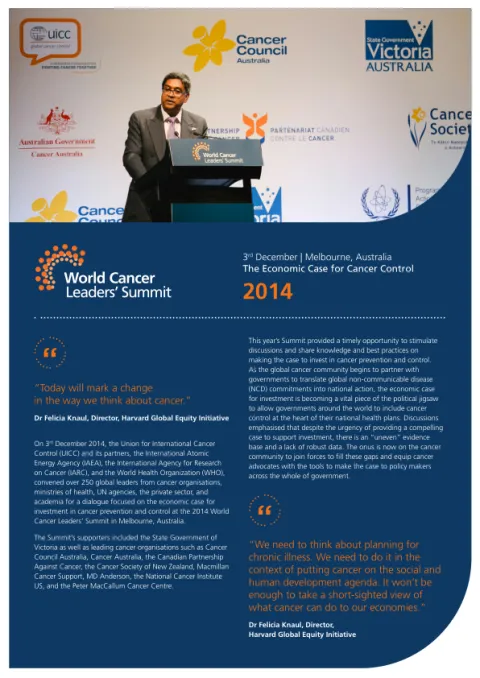 uicc
global cancer control
Cancer
Council
Australia
State Government
Victoria
AUSTRALIA
Australian Government
Cancer Australia
World Cancer
Leaders' Summit
PARTENARIAT CANADIEN
CONTRE LE CANCER
Cance
Societ
Cance
Counc
Victoria
3rd December | Melbourne, Australia
The Economic Case for Cancer Control
2014
World Cancer
Leaders' Summit
“
"Today will mark a change
in the way we think about cancer."
Dr Felicia Knaul, Director, Harvard Global Equity Initiative
On 3rd December 2014, the Union for International Cancer
Control (UICC) and its partners, the International Atomic
Energy Agency (IAEA), the International Agency for Research
on Cancer (IARC), and the World Health Organization (WHO),
convened over 250 global leaders from cancer organisations,
ministries of health, UN agencies, the private sector, and
academia for a dialogue focused on the economic case for
investment in cancer prevention and control at the 2014 World
Cancer Leaders' Summit in Melbourne, Australia.
The Summit's supporters included the State Government of
Victoria as well as leading cancer organisations such as Cancer
Council Australia, Cancer Australia, the Canadian Partnership
Against Cancer, the Cancer Society of New Zealand, Macmillan
Cancer Support, MD Anderson, the National Cancer Institute
US, and the Peter MacCallum Cancer Centre.
This year's Summit provided a timely opportunity to stimulate
discussions and share knowledge and best practices on
making the case to invest in cancer prevention and control.
As the global cancer community begins to partner with
governments to translate global non-communicable disease
(NCD) commitments into national action, the economic case
for investment is becoming a vital piece of the political jigsaw
to allow governments around the world to include cancer
control at the heart of their national health plans. Discussions
emphasised that despite the urgency of providing a compelling
case to support investment, there is an "uneven" evidence
base and a lack of robust data. The onus is now on the cancer
community to join forces to fill these gaps and equip cancer
advocates with the tools to make the case to policy makers
across the whole of government.
“
"We need to think about planning for
chronic illness. We need to do it in the
context of putting cancer on the social and
human development agenda. It won't be
enough to take a short-sighted view of
what cancer can do to our economies."
Dr Felicia Knaul, Director,
Harvard Global Equity Initiative